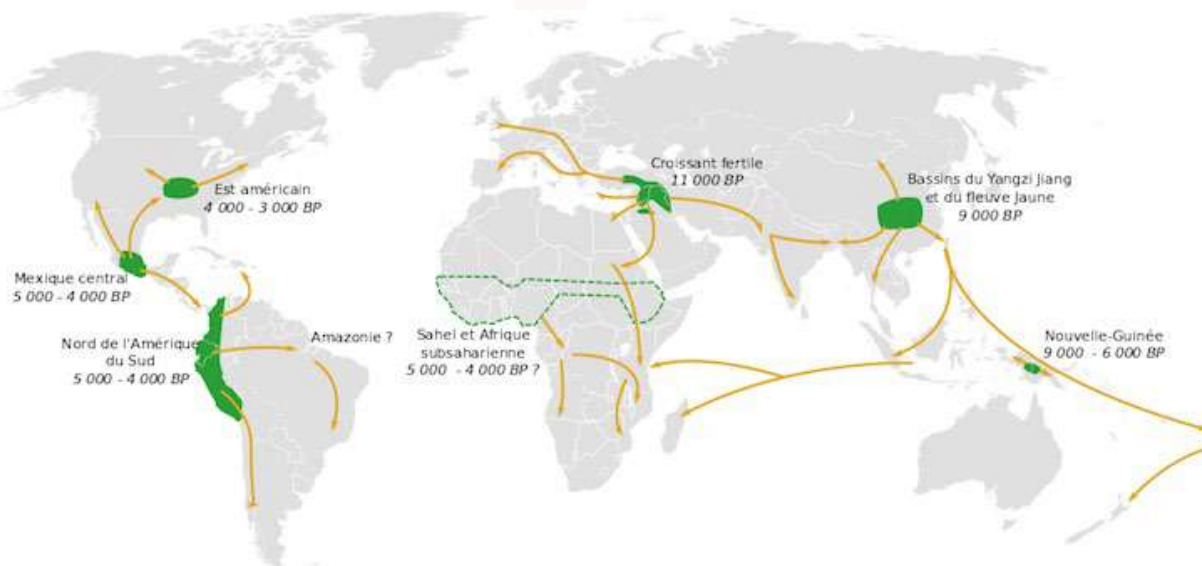 Croissant fertile
11 000 BP
Bassins du Yangzi Jiang
et du fleuve Jaune
9 000 BP
Est américain
4 000 - 3 000 BP
Mexique central
5 000 - 4 000 BP
Nord de l'Amérique
du Sud
5 000 - 4 000 BP
Amazonie ?
Sahel et Afrique
subsaharienne
5 000 - 4 000 BP ?
Nouvelle-Guinée
9 000 - 6 000 BP